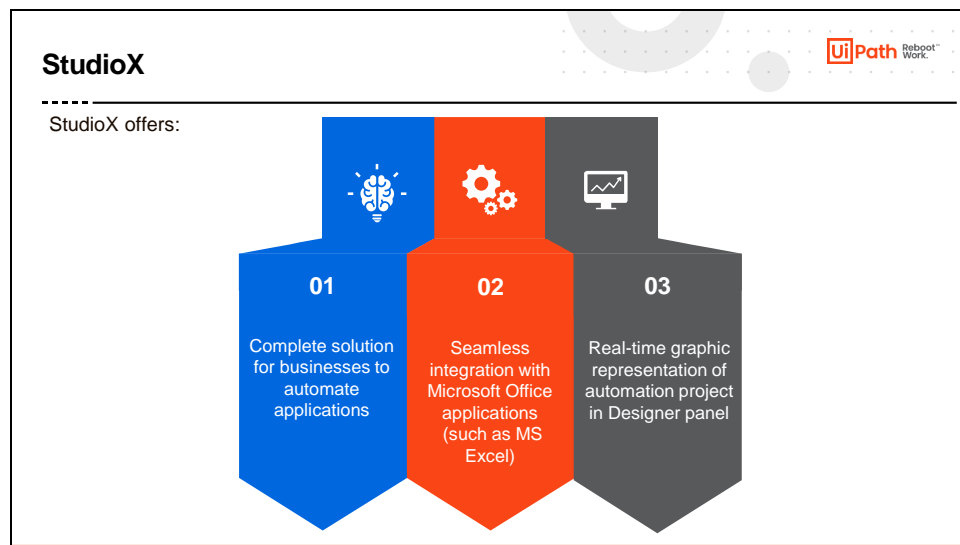 StudioX
UiPath Reboot™
Work.
StudioX offers:
01
Complete solution
for businesses to
automate
applications
02
Seamless
integration with
Microsoft Office
applications
(such as MS
Excel)
03
Real-time graphic
representation of
automation project
in Designer panel